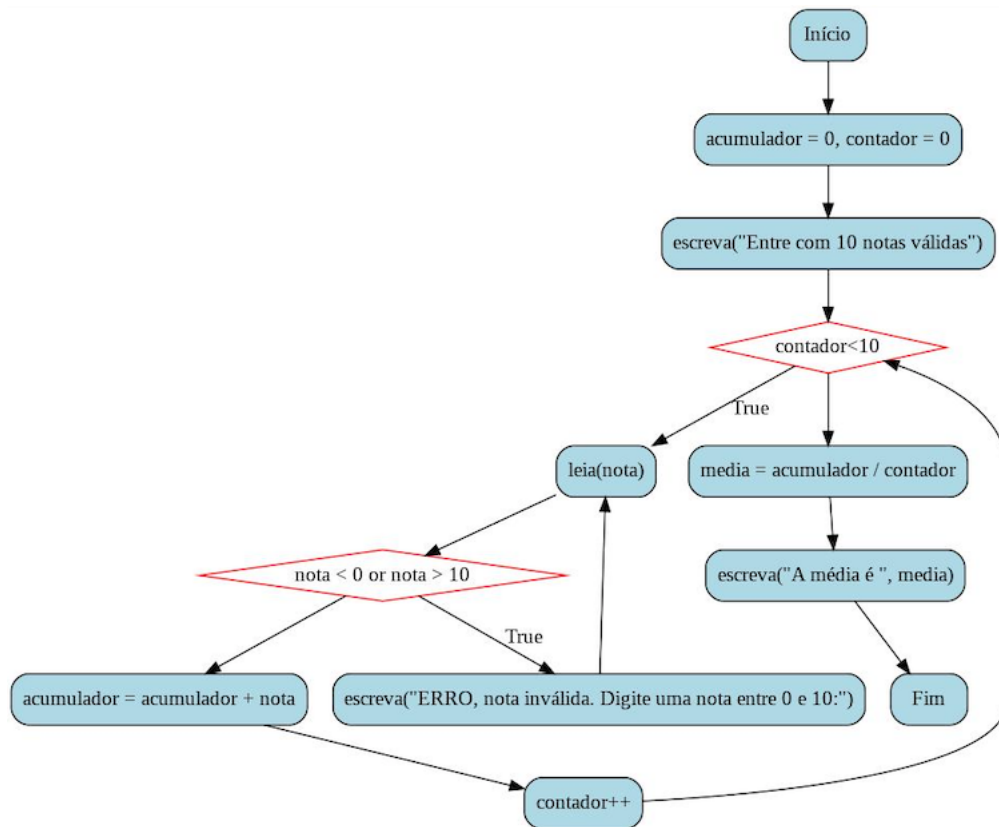 Início
acumulador = 0, contador = 0
escreva("Entre com 10 notas válidas")
contador<10
True
leia(nota)
media = acumulador / contador
nota < 0 or nota > 10
escreva("A média é ", media)
True
acumulador = acumulador + nota
escreva("ERRO, nota inválida. Digite uma nota entre 0 e 10:")
Fim
contador++